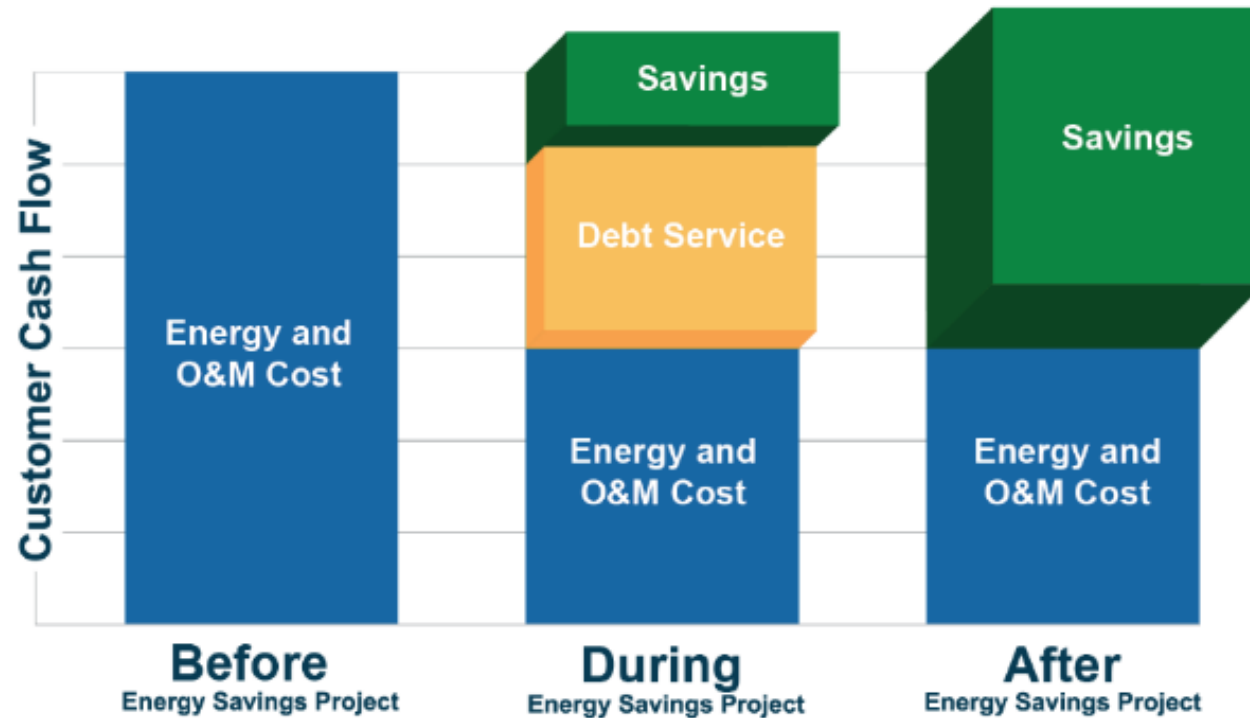 Customer Cash Flow
Energy and
O&M Cost
Savings
Debt Service
Energy and
O&M Cost
Savings
Energy and
O&M Cost
Before
Energy Savings Project
During
Energy Savings Project
After
Energy Savings Project